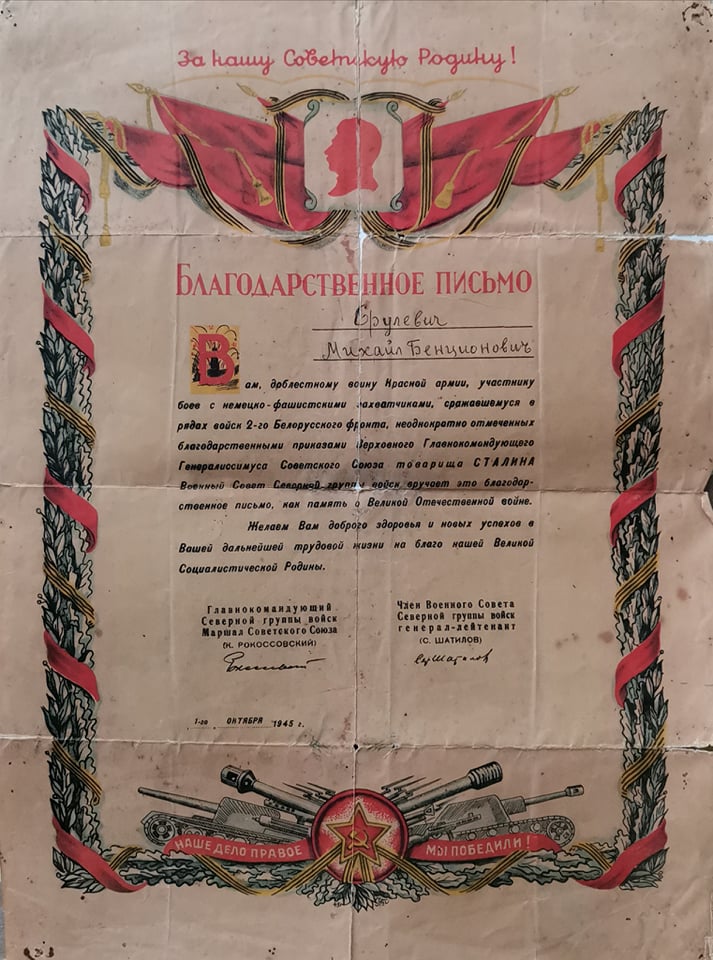 За нашу Советскую Родину!
БЛАГОДАРСТВЕННОЕ ПИСЬМО
Срулевич
Михаил Бенционович
Вам, доблестному воину Красной армии, участнику
боев с немецко-фашистскими захватчиками, сражавшемуся в
рядах войск 2-го Белорусского фронта, неоднократно отмеченных
благодарственными приказами Верховного Главнокомандующего
Генералиссимуса Советского Союза товарища СТАЛИНА
Военный Совет Северной группы войск вручает это благодар-
ственное письмо, как память о Великой Отечественной войне.
Желаем Вам доброго здоровья и новых успехов в
Вашей дальнейшей трудовой жизни на благо нашей Великой
Социалистической Родины.
Главнокомандующий
Северной группы войск
Маршал Советского Союза
(К. РОКОССОВСКИЙ)
Член Военного Совета
Северной группы войск
генерал-лейтенант
(С. ШАТИЛОВ)
1-го ОКТЯБРЯ 1945 г.
НАШЕ ДЕЛО ПРАВОЕ
МЫ ПОБЕДИЛИ!